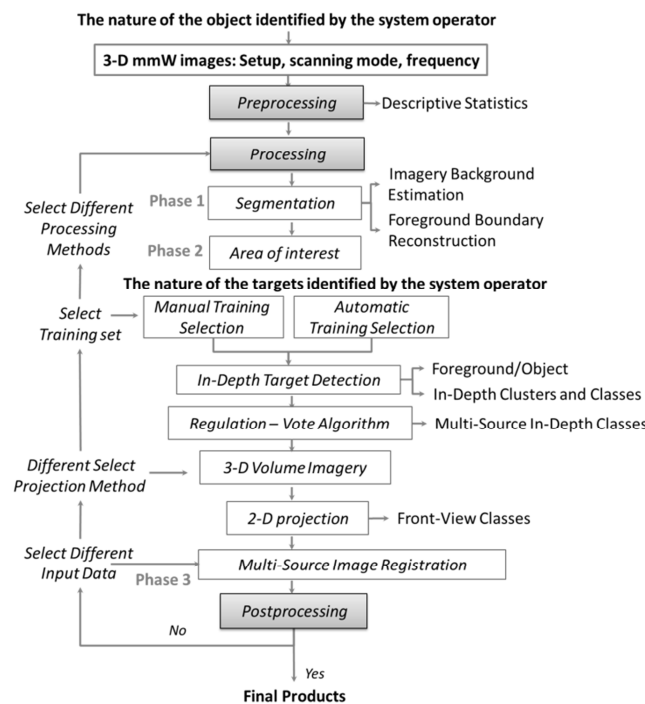 The nature of the object identified by the system operator
3-D mmW images: Setup, scanning mode, frequency
Preprocessing
Descriptive Statistics
Processing
Imagery Background
Estimation
Phase 1
Segmentation
Foreground Boundary
Reconstruction
Select Different
Processing
Methods
Phase 2
Area of interest
The nature of the targets identified by the system operator
Select
Training set
Manual Training
Selection
Automatic
Training Selection
In-Depth Target Detection
Foreground/Object
In-Depth Clusters and Classes
Regulation – Vote Algorithm
Multi-Source In-Depth Classes
Different Select
Projection Method
3-D Volume Imagery
2-D projection
Front-View Classes
Select Different
Input Data
Phase 3
Multi-Source Image Registration
Postprocessing
No
Yes
Final Products